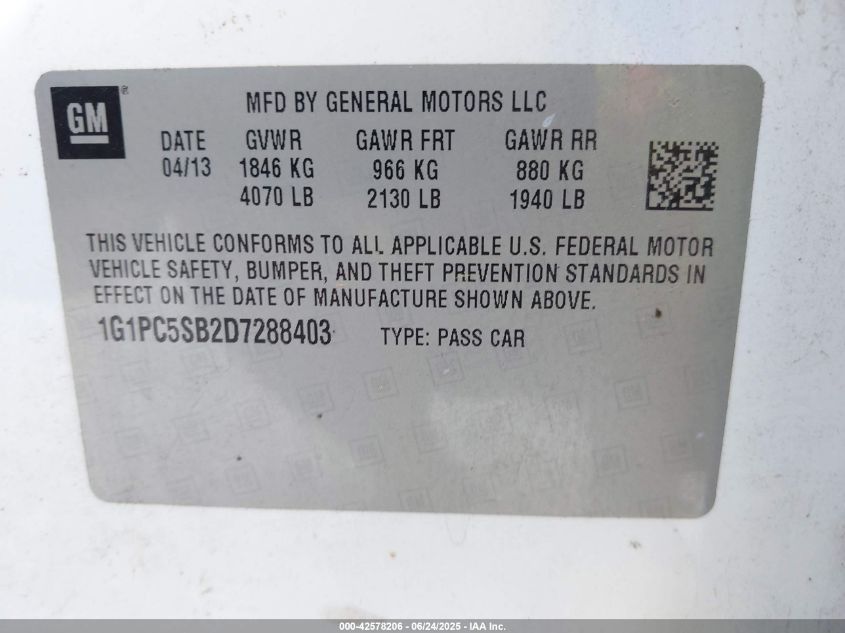 GM®
MFD BY GENERAL MOTORS LLC
DATE GVWR GAWR FRT GAWR RR
04/13 1846 KG 966 KG 880 KG
4070 LB 2130 LB 1940 LB
THIS VEHICLE CONFORMS TO ALL APPLICABLE U.S. FEDERAL MOTOR
VEHICLE SAFETY, BUMPER, AND THEFT PREVENTION STANDARDS IN
EFFECT ON THE DATE OF MANUFACTURE SHOWN ABOVE.
1G1PC5SB2D7288403 TYPE: PASS CAR
000-42578206 - 06/24/2025 - IAA Inc.